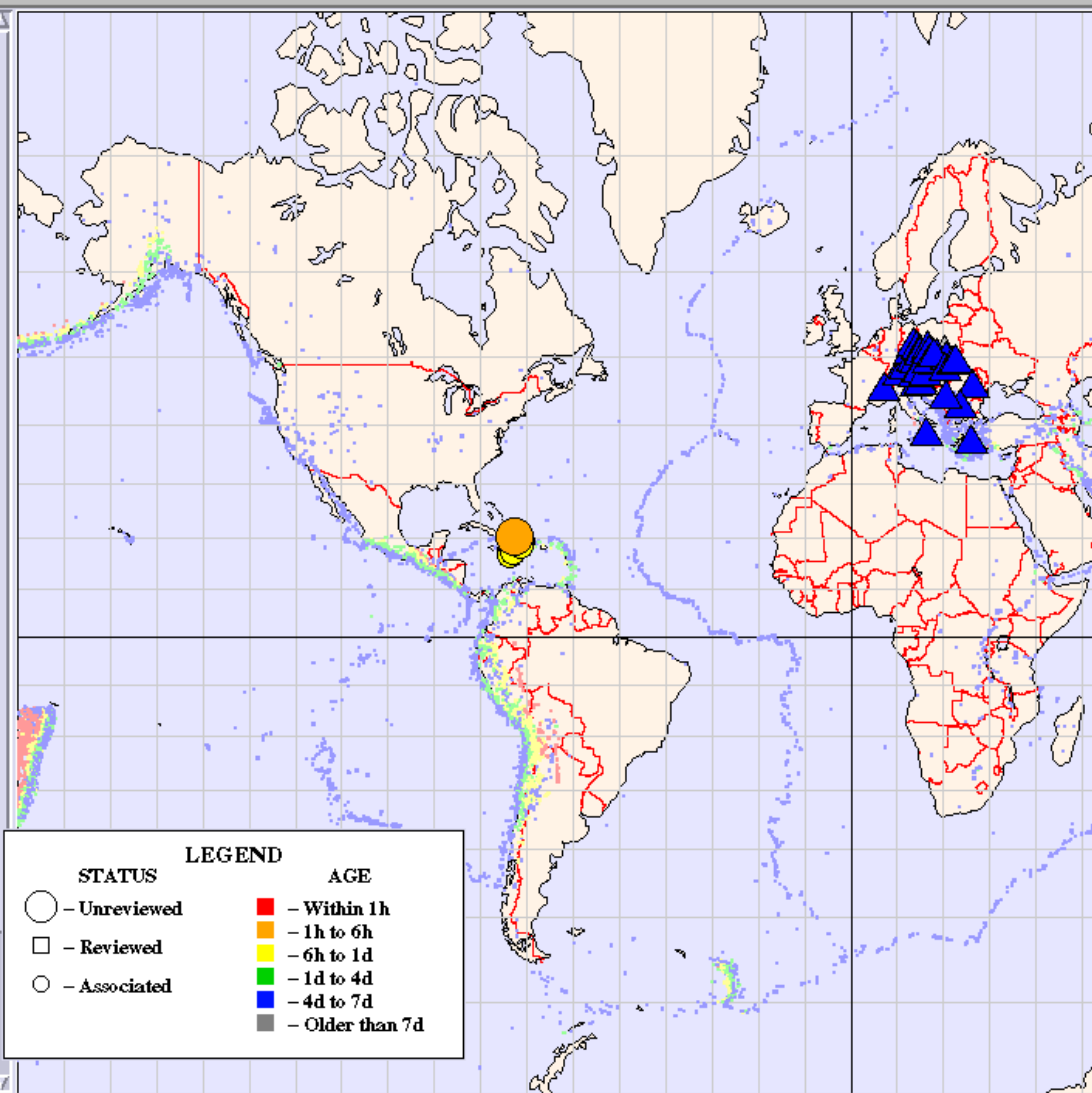 LEGEND
STATUS
AGE
– Unreviewed
– Within 1h
– 1h to 6h
– Reviewed
– 6h to 1d
– 1d to 4d
– Associated
– 4d to 7d
– Older than 7d